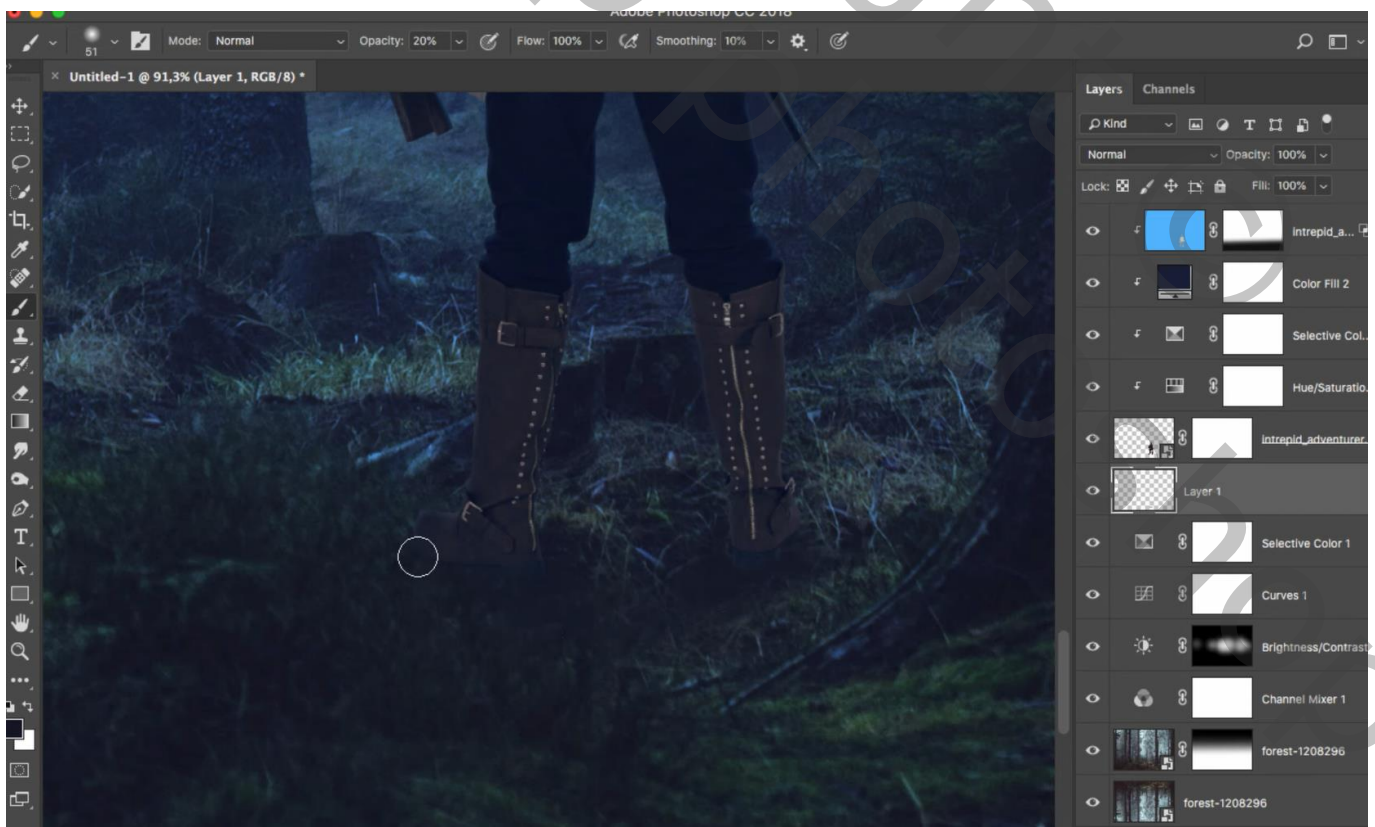 Adobe Photoshop CC 2018
51 Mode: Normal Opacity: 20% Flow: 100% Smoothing: 10%
× Untitled-1 @ 91,3% (Layer 1, RGB/8) *
Layers Channels
Kind
Normal Opacity: 100%
Lock: Fill: 100%
intrepid_a...
Color Fill 2
Selective Col...
Hue/Saturatio...
intrepid_adventurer...
Layer 1
Selective Color 1
Curves 1
Brightness/Contrast
Channel Mixer 1
forest-1208296
forest-1208296
photo